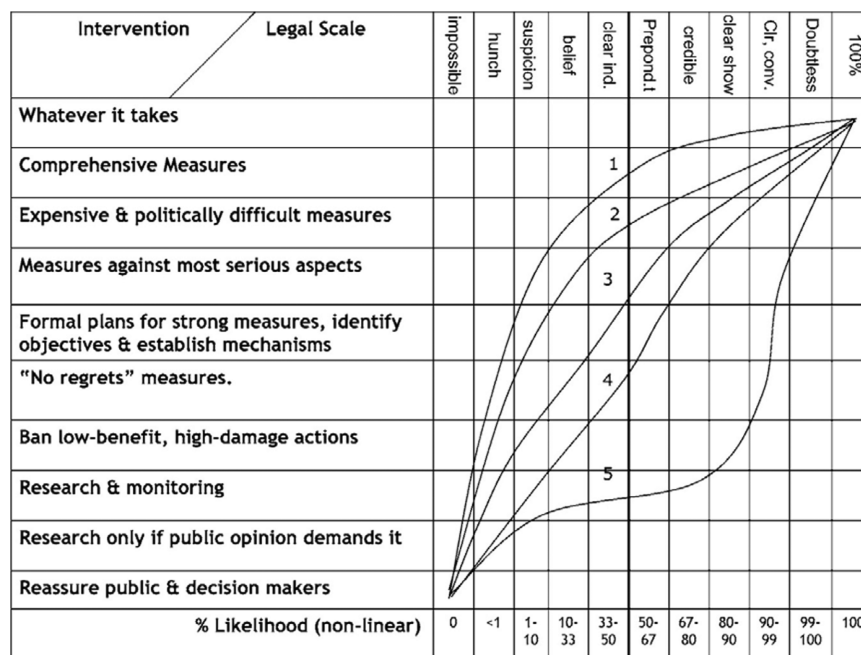 Intervention Legal Scale
impossible
hunch
suspicion
belief
clear ind.
Prepond.t
credible
clear show
Clr, conv.
Doubtless
100%
Whatever it takes
Comprehensive Measures
1
Expensive & politically difficult measures
2
Measures against most serious aspects
3
Formal plans for strong measures, identify
objectives & establish mechanisms
"No regrets" measures.
4
Ban low-benefit, high-damage actions
Research & monitoring
5
Research only if public opinion demands it
Reassure public & decision makers
% Likelihood (non-linear) 0 <1 1- 10- 33- 50- 67- 80- 90- 99- 100
10 33 50 67 80 90 99 100